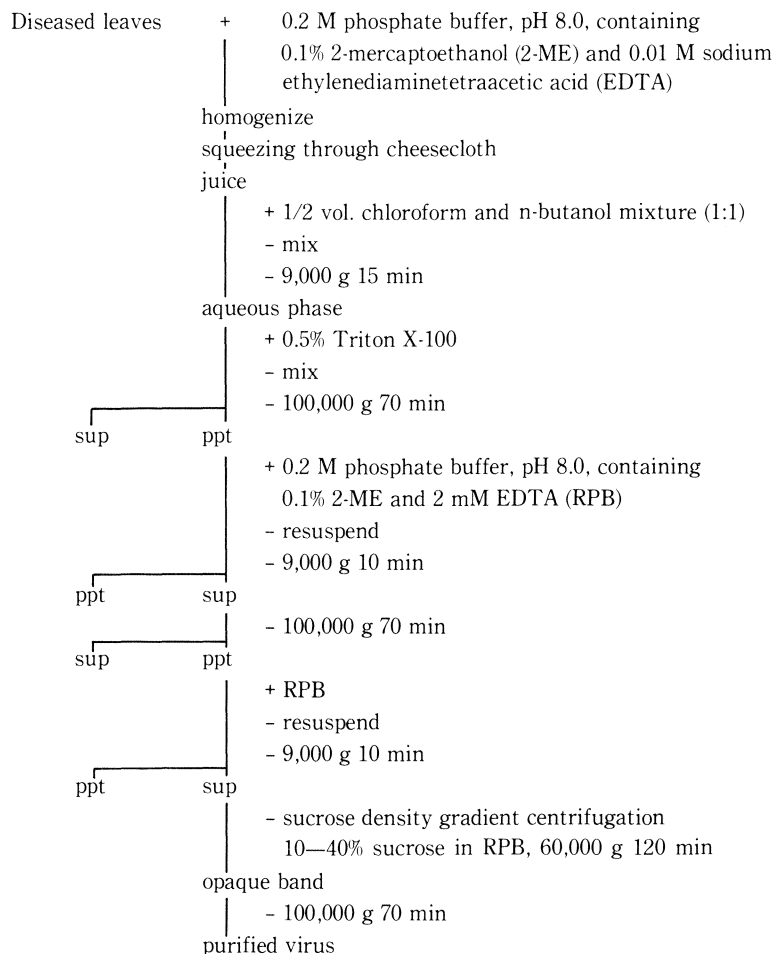 Diseased leaves + 0.2 M phosphate buffer, pH 8.0, containing
0.1% 2-mercaptoethanol (2-ME) and 0.01 M sodium
ethylenediaminetetraacetic acid (EDTA)
homogenize
squeezing through cheesecloth
juice
+ 1/2 vol. chloroform and n-butanol mixture (1:1)
– mix
– 9,000 g 15 min
aqueous phase
+ 0.5% Triton X-100
– mix
– 100,000 g 70 min
sup ppt
+ 0.2 M phosphate buffer, pH 8.0, containing
0.1% 2-ME and 2 mM EDTA (RPB)
– resuspend
– 9,000 g 10 min
ppt sup
– 100,000 g 70 min
sup ppt
+ RPB
– resuspend
– 9,000 g 10 min
ppt sup
– sucrose density gradient centrifugation
10—40% sucrose in RPB, 60,000 g 120 min
opaque band
– 100,000 g 70 min
purified virus